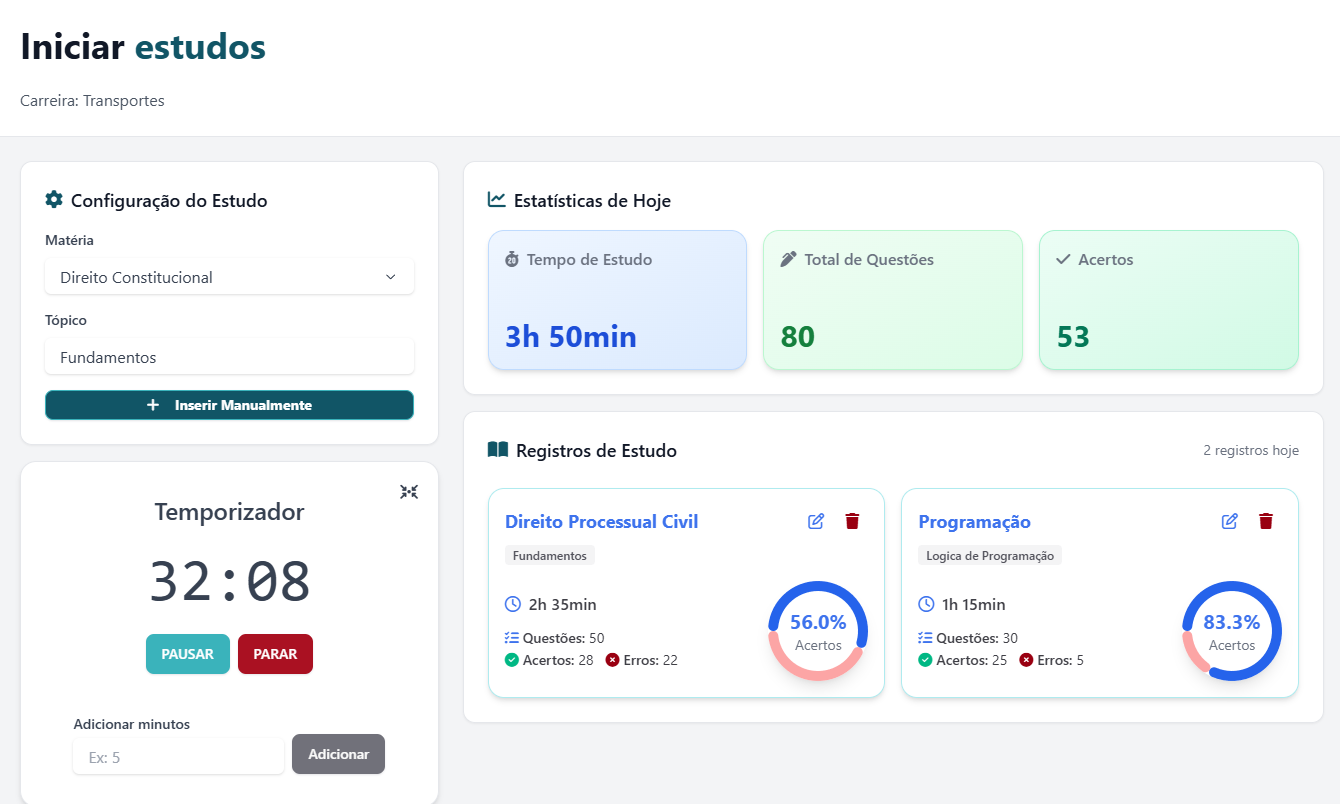 Iniciar estudos
Carreira: Transportes
Configuração do Estudo
Matéria
Direito Constitucional
Tópico
Fundamentos
Inserir Manualmente
Temporizador
32:08
PAUSAR PARAR
Adicionar minutos
Ex: 5 Adicionar
Estatísticas de Hoje
20 Tempo de Estudo
3h 50min
Total de Questões
80
Acertos
53
Registros de Estudo 2 registros hoje
Direito Processual Civil
Fundamentos
2h 35min
Questões: 50
Acertos: 28 Erros: 22
56.0%
Acertos
Programação
Logica de Programação
1h 15min
Questões: 30
Acertos: 25 Erros: 5
83.3%
Acertos